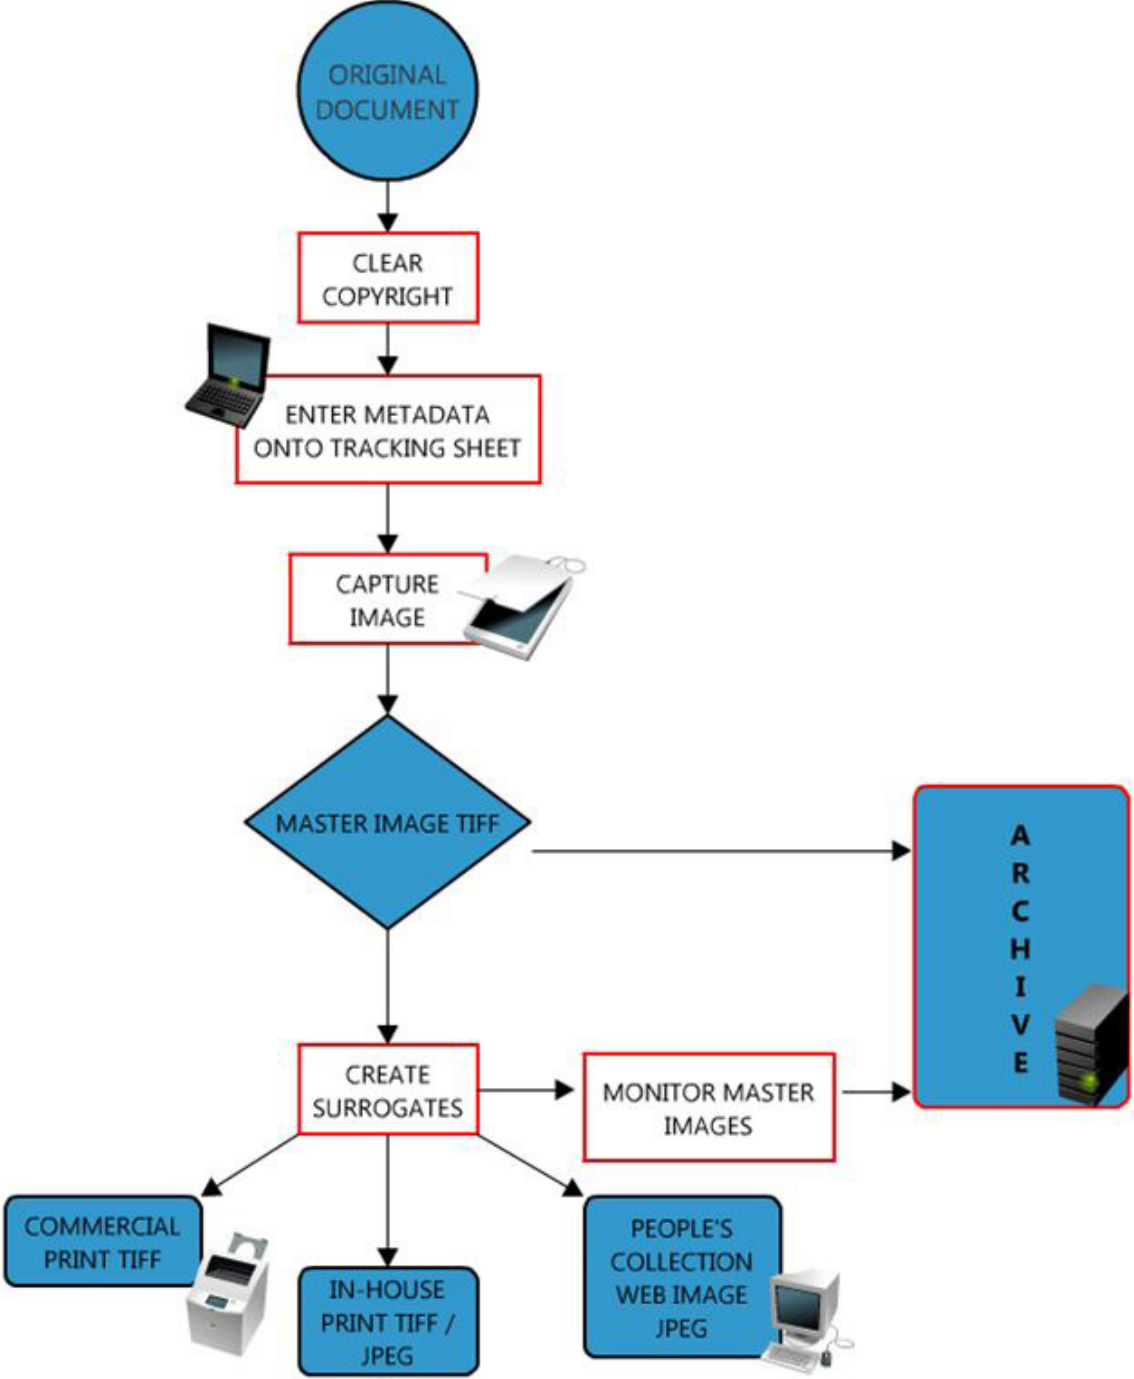 ORIGINAL
DOCUMENT
CLEAR
COPYRIGHT
ENTER METADATA
ONTO TRACKING SHEET
CAPTURE
IMAGE
MASTER IMAGE TIFF
A
R
C
H
I
V
E
CREATE
SURROGATES
MONITOR MASTER
IMAGES
COMMERCIAL
PRINT TIFF
IN-HOUSE
PRINT TIFF /
JPEG
PEOPLE'S
COLLECTION
WEB IMAGE
JPEG